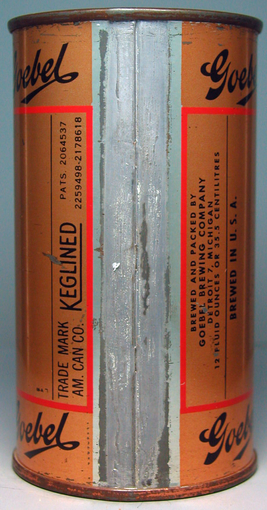 Goebel
PATS. 2064537
2259498-2178618
KEGLINED
TRADE MARK
AM. CAN CO.
Goebel
Goebel
BREWED AND PACKED BY
GOEBEL BREWING COMPANY
DETROIT 7, MICHIGAN
12 FLUID OUNCES OR 35.5 CENTILITRES
BREWED IN U. S. A.
Goebel